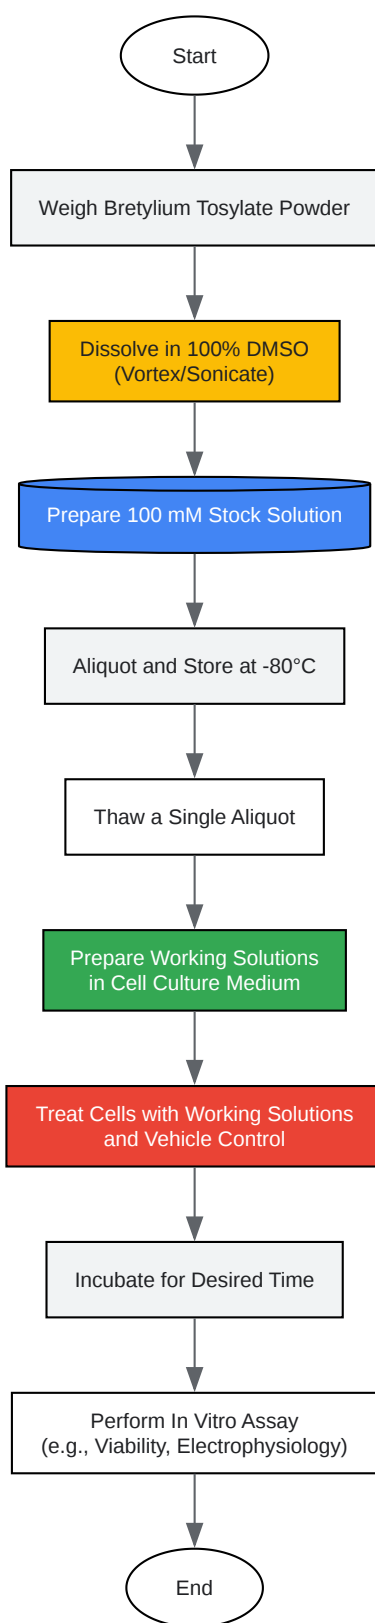 Start
Weigh Bretylium Tosylate Powder
Dissolve in 100% DMSO
(Vortex/Sonicate)
Prepare 100 mM Stock Solution
Aliquot and Store at -80°C
Thaw a Single Aliquot
Prepare Working Solutions
in Cell Culture Medium
Treat Cells with Working Solutions
and Vehicle Control
Incubate for Desired Time
Perform In Vitro Assay
(e.g., Viability, Electrophysiology)
End